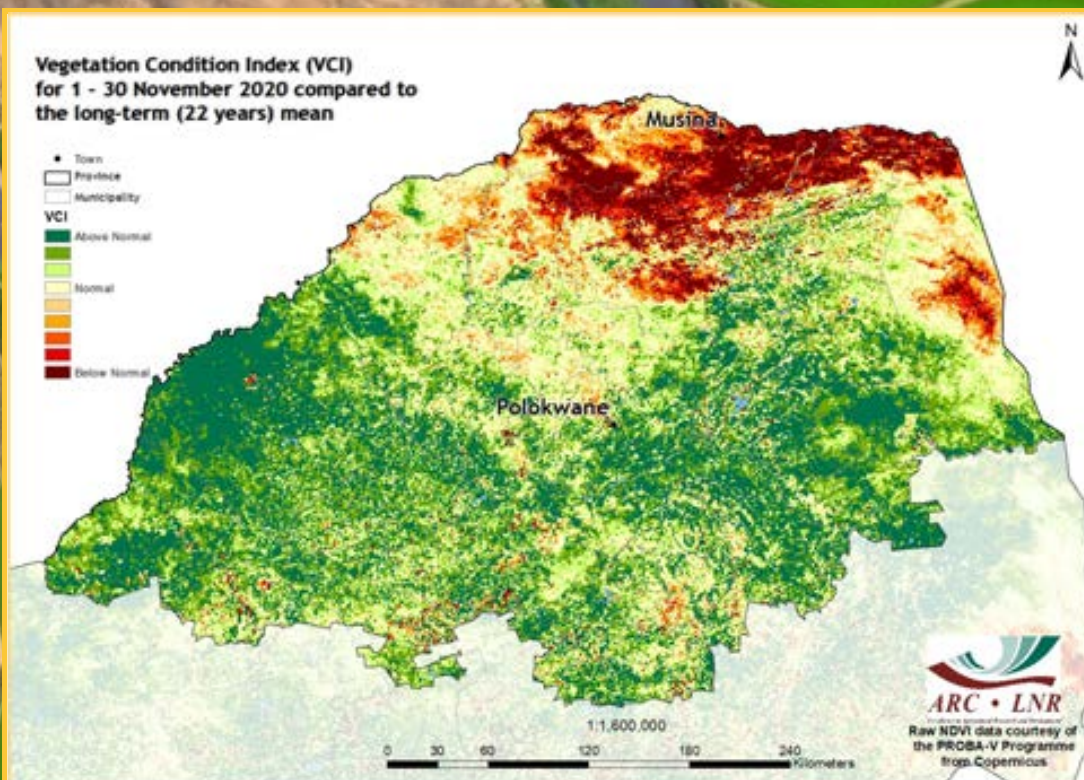 N
Vegetation Condition Index (VCI)
for 1 - 30 November 2020 compared to
the long-term (22 years) mean
Musina
Town
Province
Municipality
VCI
Above Normal
Normal
Below Normal
Polokwane
ARC • LNR
1:1,600,000
Raw NDVI data courtesy of
the PROBA-V Programme
from Copernicus
0 30 60 120 180 240
Kilometers